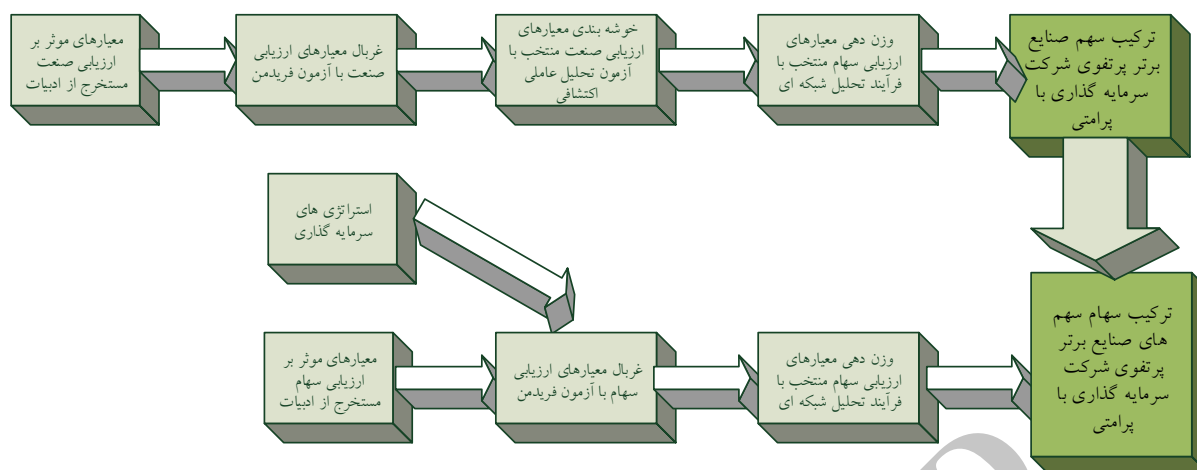 معیارهای موثر بر
ارزیابی صنعت
مستخرج از ادبیات
غربال معیارهای ارزیابی
صنعت با آزمون فریدمن
خوشه بندی معیارهای
ارزیابی صنعت منتخب با
آزمون تحلیل عاملی
اکتشافی
وزن دهی معیارهای
ارزیابی سهام منتخب با
فرآیند تحلیل شبکه ای
ترکیب سهم صنایع
برتر پرتفوی شرکت
سرمایه گذاری با
پرامتی
استراتژی های
سرمایه گذاری
معیارهای موثر بر
ارزیابی سهام
مستخرج از ادبیات
غربال معیارهای ارزیابی
سهام با آزمون فریدمن
وزن دهی معیارهای
ارزیابی سهام منتخب با
فرآیند تحلیل شبکه ای
ترکیب سهام سهم
های صنایع برتر
پرتفوی شرکت
سرمایه گذاری با
پرامتی